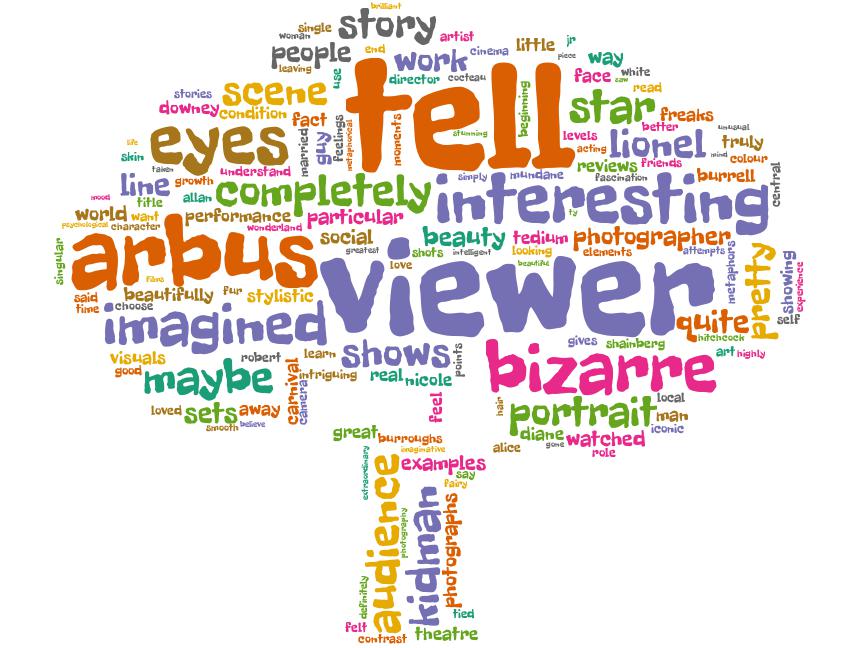 brilliant
single
story
jr
woman
artist
people
end
work
cinema
little
piece
way
leaving
use
director
cocteau
face
white
stories
scene
tell
beginning
saw
read
downey
condition
star
freaks
fact
feelings
metaphorical
moments
stunning
levels
better
unusual
life
eyes
married
guy
acting
lionel
truly
skin
reviews
friends
mind
colour
taken
understand
simply
mundane
fascination
burrell
central
line
growth
completely
interesting
mood
title
allan
world
want
performance
particular
ty
psychological
character
wonderland
social
beauty
tedium
photographer
singular
arbus
greatest
shots
intelligent
looking
elements
attempts
metaphors
pretty
showing
experience
love
viewer
beautiful
films
said
beautifully
fur
stylistic
time
choose
quite
self
imagined
hitchcock
shows
points
gives
shainberg
art
highly
visuals
robert
learn
bizarre
good
maybe
carnival
camera
intriguing
real
nicole
feel
hair
local
loved
sets
away
portrait
man
smooth
believe
diane
watched
iconic
great
burroughs
alice
gone
role
extraordinary
imaginative
audience
examples
say
fairy
photography
kidman
photographs
definitely
tied
felt
contrast
theatre